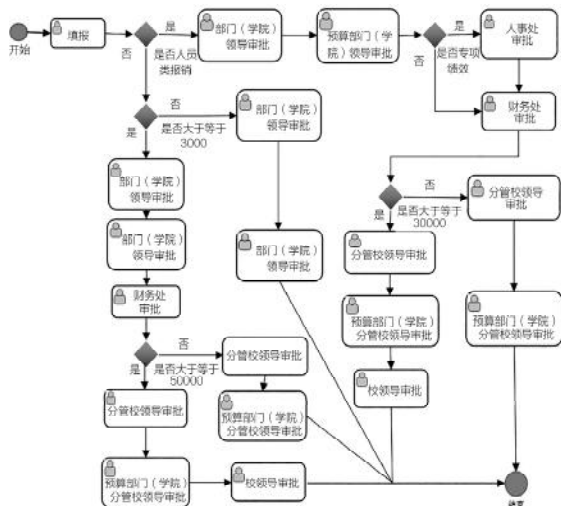 开始
填报
是
否
是否人员
类报销
部门（学院）
领导审批
预算部门（学
院）领导审批
是
否
是否专项
绩效
人事处
审批
财务处
审批
否
是
是否大于等于
3000
部门（学院）
领导审批
部门（学院）
领导审批
部门（学院）
领导审批
部门（学院）
领导审批
财务处
审批
否
是
是否大于等于
50000
分管校领导审批
预算部门（学院）
分管校领导审批
分管校领导审批
预算部门（学院）
分管校领导审批
校领导审批
否
是
是否大于等于
30000
分管校领导
审批
分管校领导审批
预算部门（学院）
分管校领导审批
预算部门（学院）
分管校领导审批
校领导审批
结束